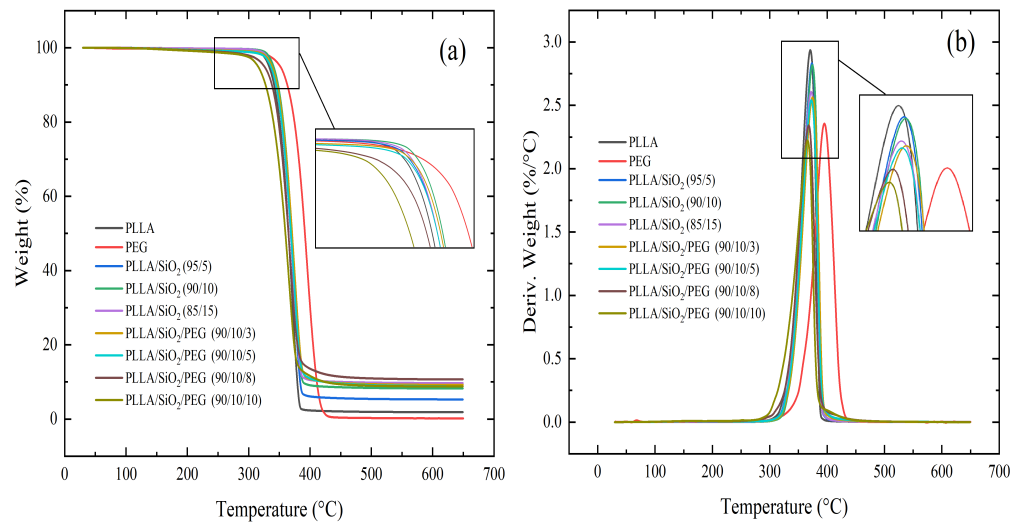 (a)
Weight (%)
100
80
60
40
20
0
PLLA
PEG
PLLA/SiO₂ (95/5)
PLLA/SiO₂ (90/10)
PLLA/SiO₂ (85/15)
PLLA/SiO₂/PEG (90/10/3)
PLLA/SiO₂/PEG (90/10/5)
PLLA/SiO₂/PEG (90/10/8)
PLLA/SiO₂/PEG (90/10/10)
0 100 200 300 400 500 600 700
Temperature (°C)
(b)
Deriv. Weight (%/°C)
3.0
2.5
2.0
1.5
1.0
0.5
0.0
PLLA
PEG
PLLA/SiO₂ (95/5)
PLLA/SiO₂ (90/10)
PLLA/SiO₂ (85/15)
PLLA/SiO₂/PEG (90/10/3)
PLLA/SiO₂/PEG (90/10/5)
PLLA/SiO₂/PEG (90/10/8)
PLLA/SiO₂/PEG (90/10/10)
0 100 200 300 400 500 600 700
Temperature (°C)